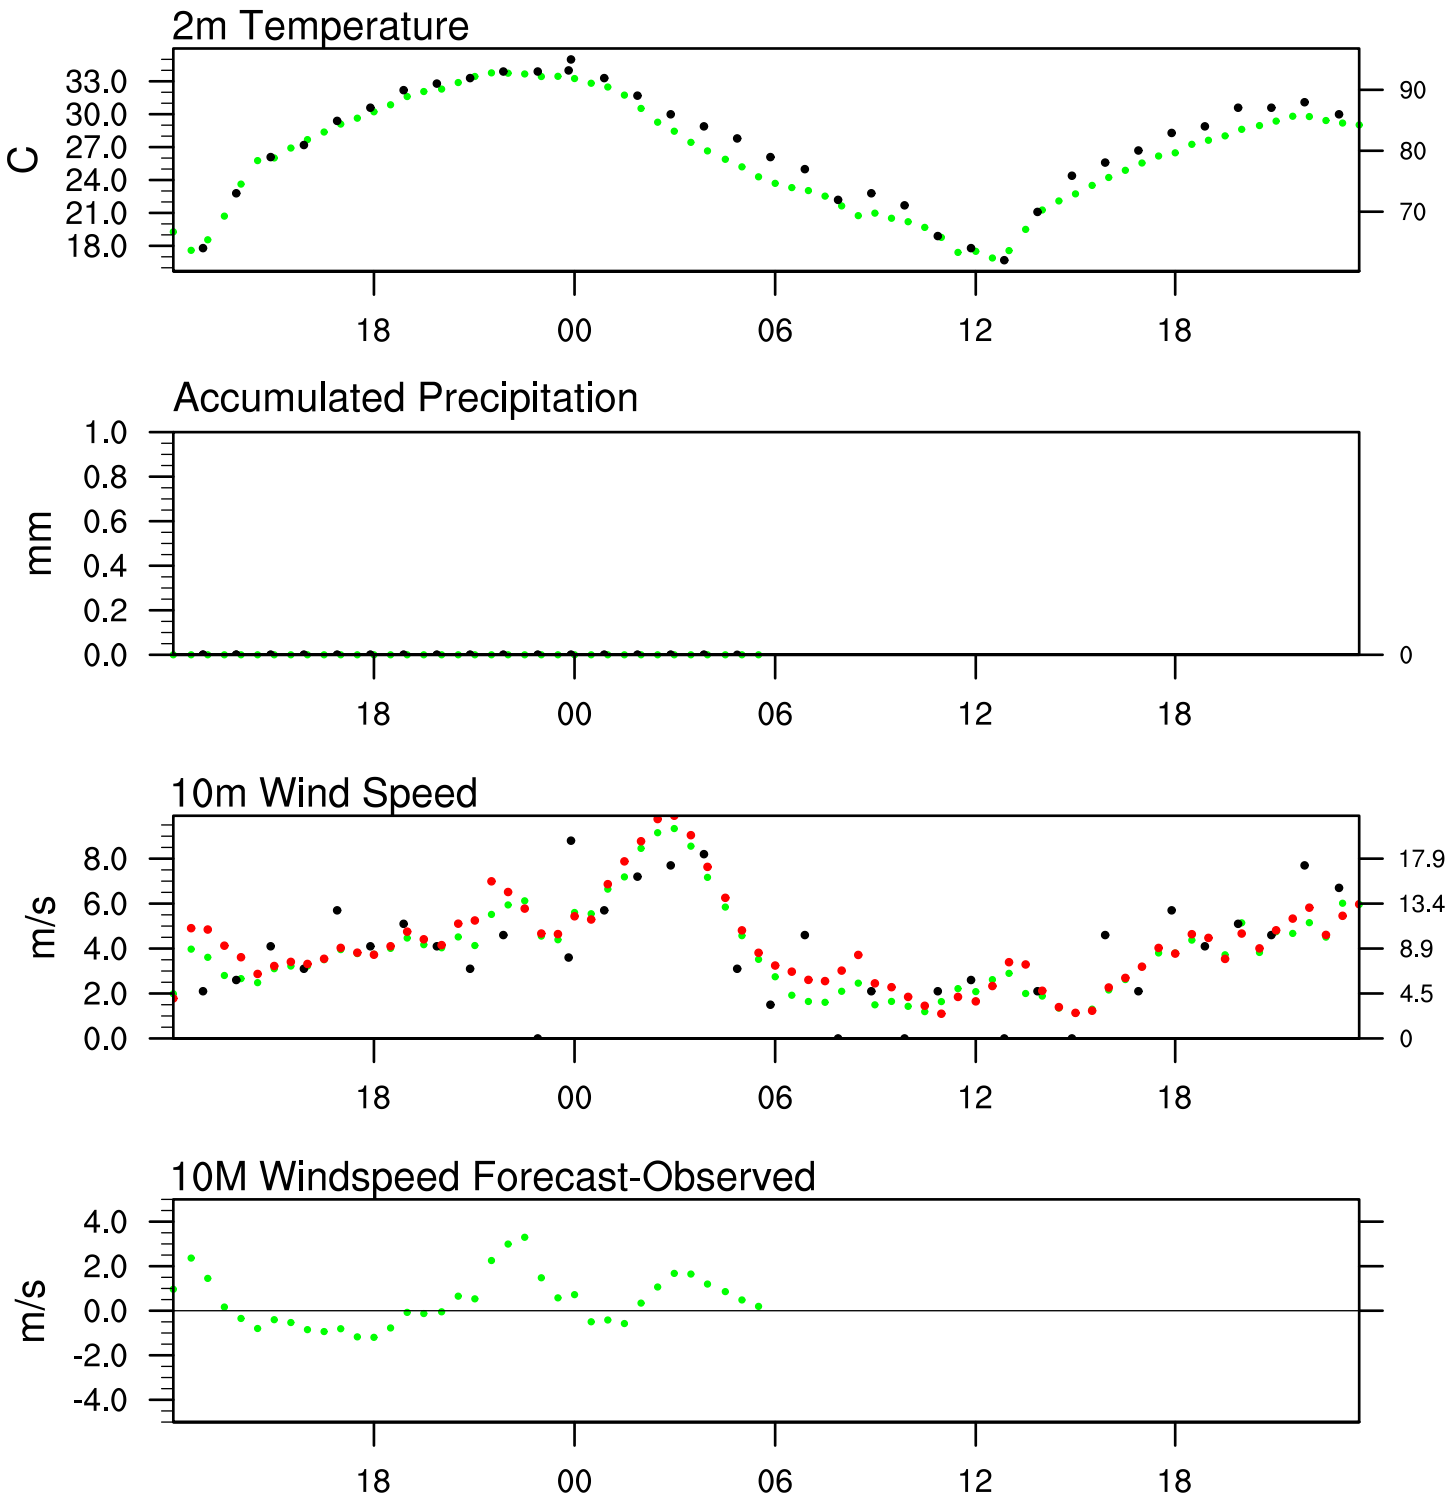 2m Temperature
33.0
30.0
27.0
24.0
21.0
18.0
C
90
80
70
18 00 06 12 18
Accumulated Precipitation
1.0
0.8
0.6
0.4
0.2
0.0
mm
0
18 00 06 12 18
10m Wind Speed
8.0
6.0
4.0
2.0
0.0
m/s
17.9
13.4
8.9
4.5
0
18 00 06 12 18
10M Windspeed Forecast-Observed
4.0
2.0
0.0
-2.0
-4.0
m/s
18 00 06 12 18